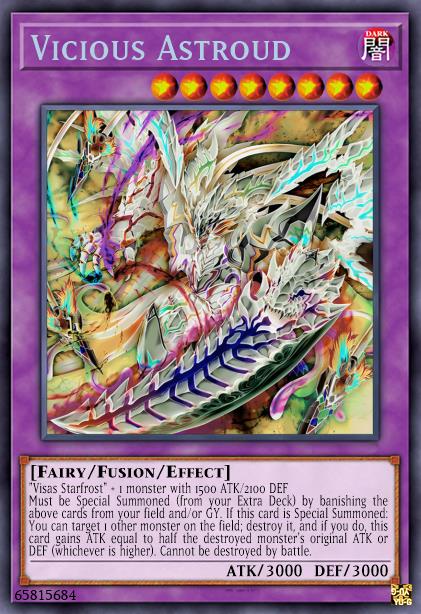 VICIOUS ASTROUD
DARK
闇
[FAIRY/FUSION/EFFECT]
"Visas Starfrost" + 1 monster with 1500 ATK/2100 DEF
Must be Special Summoned (from your Extra Deck) by banishing the
above cards from your field and/or GY. If this card is Special Summoned:
You can target 1 other monster on the field; destroy it, and if you do, this
card gains ATK equal to half the destroyed monster's original ATK or
DEF (whichever is higher). Cannot be destroyed by battle.
ATK/3000 DEF/3000
65815684